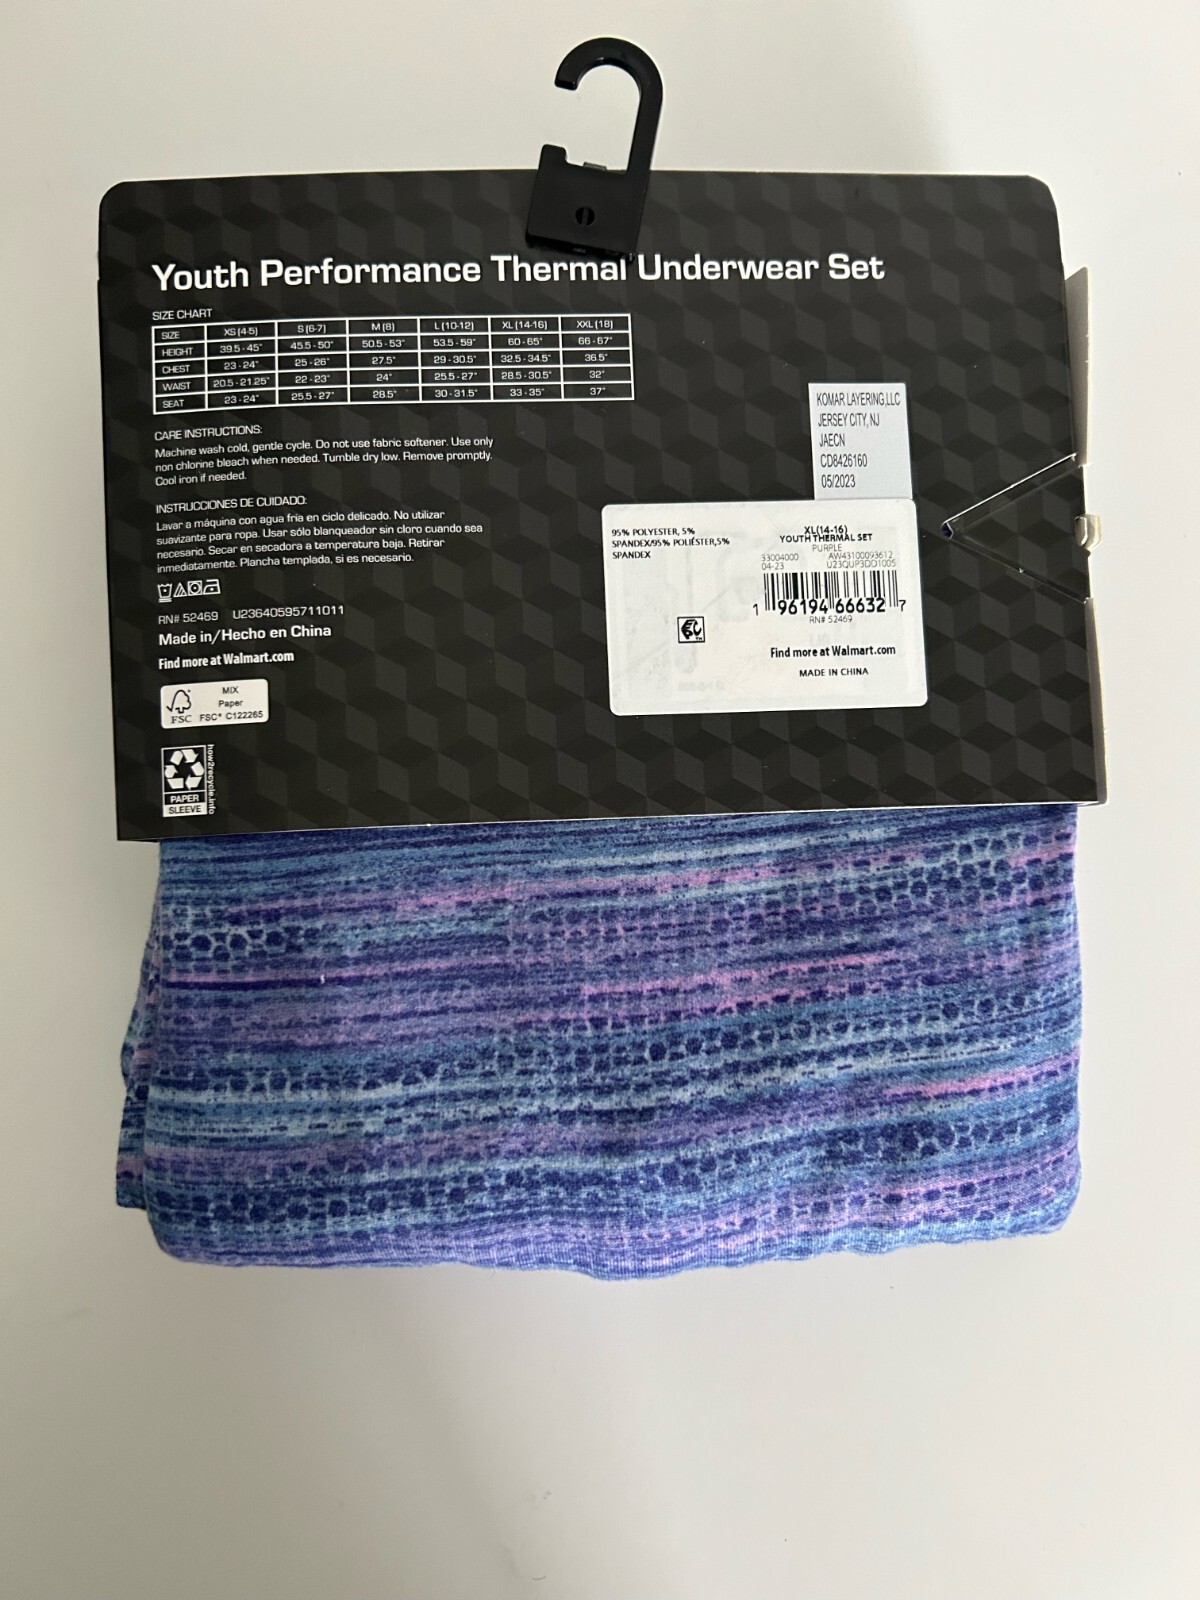 Youth Performance Thermal Underwear Set
SIZE CHART
SIZE XS (4-5) S (6-7) M (8) L (10-12) XL (14-16) XXL (18)
HEIGHT 39.5 - 45" 45.5 - 50" 50.5 - 53" 53.5 - 59" 60 - 65" 66 - 67"
CHEST 23 - 24" 25 - 26" 27.5" 29 - 30.5" 32.5 - 34.5" 36.5"
WAIST 20.5 - 21.25" 22 - 23" 24" 25.5 - 27" 28.5 - 30.5" 32"
SEAT 23 - 24" 25.5 - 27" 28.5" 30 - 31.5" 33 - 35" 37"
CARE INSTRUCTIONS:
Machine wash cold, gentle cycle. Do not use fabric softener. Use only
non chlorine bleach when needed. Tumble dry low. Remove promptly.
Cool iron if needed.
INSTRUCCIONES DE CUIDADO:
Lavar a máquina con agua fría en ciclo delicado. No utilizar
suavizante para ropa. Usar sólo blanqueador sin cloro cuando sea
necesario. Secar en secadora a temperatura baja. Retirar
inmediatamente. Plancha templada, si es necesario.
RN# 52469 U23640595711011
Made in/Hecho en China
Find more at Walmart.com
MIX
Paper
FSC FSC® C122265
how2recycle.info
PAPER
SLEEVE
KOMAR LAYERING,LLC
JERSEY CITY, NJ
JAECN
CD8426160
05/2023
95% POLYESTER, 5%
SPANDEX/95% POLIÉSTER,5%
SPANDEX
XL(14-16)
YOUTH THERMAL SET
PURPLE
33004000 AW43100093612
04-23 U23QUP3DD1005
1 96194 66632 7
RN# 52469
Find more at Walmart.com
MADE IN CHINA